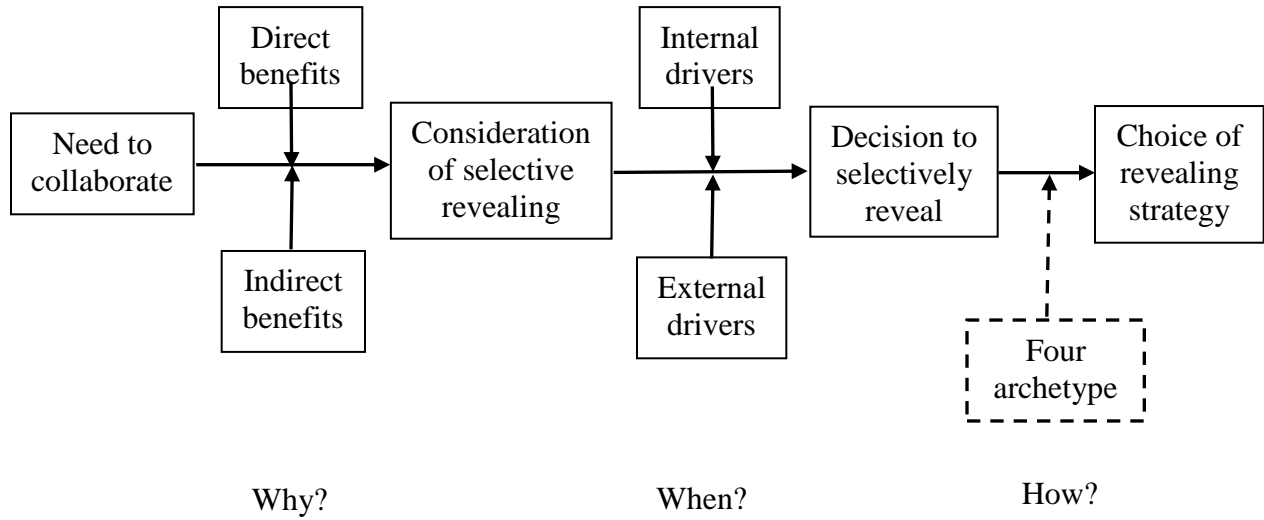 Direct
benefits
Internal
drivers
Need to
collaborate
Consideration
of selective
revealing
Decision to
selectively
reveal
Choice of
revealing
strategy
Indirect
benefits
External
drivers
Four
archetype
Why?
When?
How?